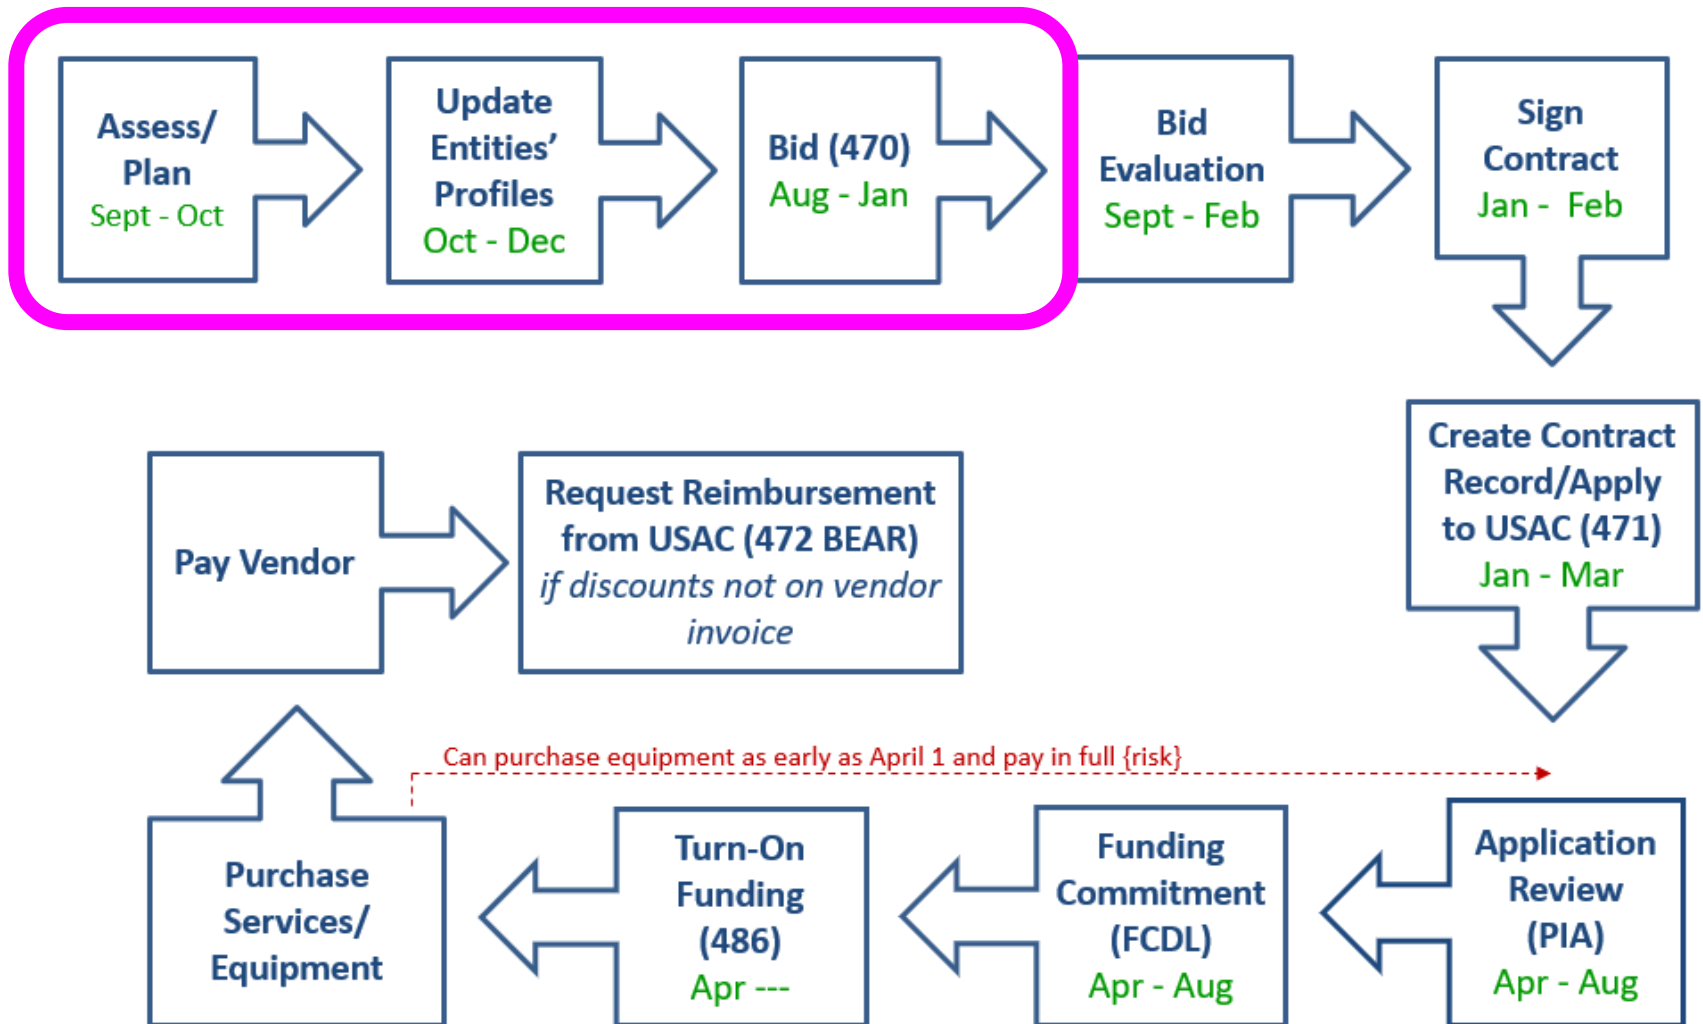 Assess/
Plan
Sept - Oct
Update
Entities’
Profiles
Oct - Dec
Bid (470)
Aug - Jan
Bid
Evaluation
Sept - Feb
Sign
Contract
Jan -  Feb
Create Contract
Record/Apply
to USAC (471)
Jan - Mar
Application
Review
(PIA)
Apr - Aug
Funding
Commitment
(FCDL)
Apr - Aug
Turn-On
Funding
(486)
Apr ---
Can purchase equipment as early as April 1 and pay in full {risk}
Purchase
Services/
Equipment
Pay Vendor
Request Reimbursement
from USAC (472 BEAR)
if discounts not on vendor
invoice